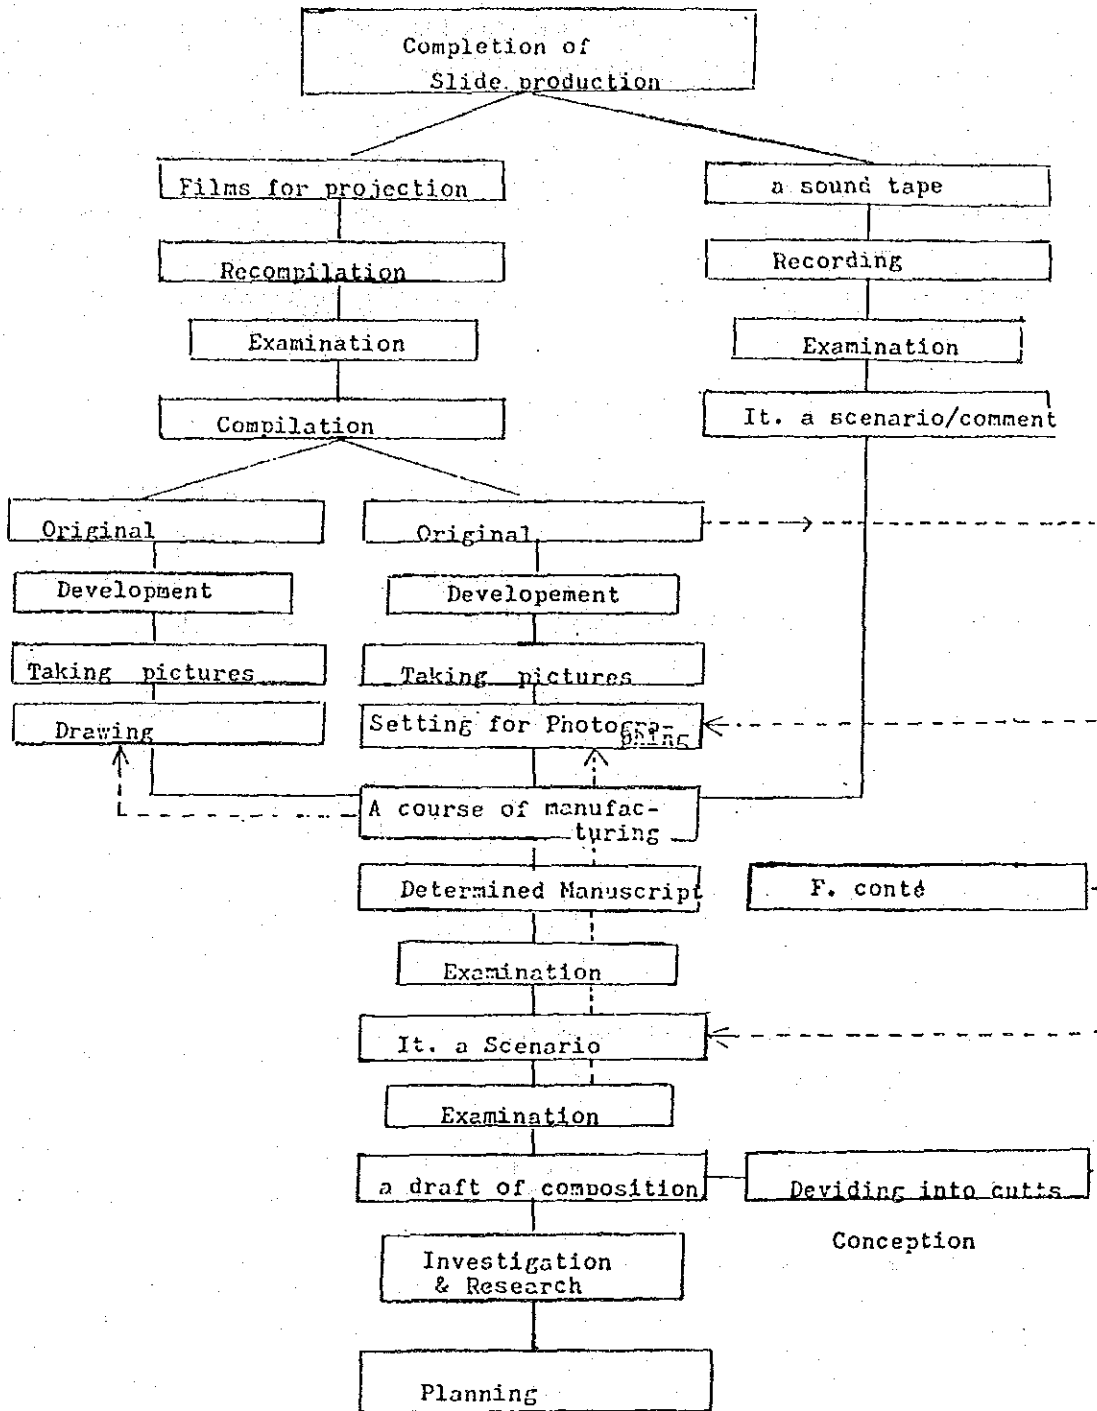 Completion of
Slide production
Films for projection
a sound tape
Recompilation
Recording
Examination
Examination
Compilation
It. a scenario/comment
Original
Original
Development
Developement
Taking pictures
Taking pictures
Drawing
Setting for Photogra-
phing
A course of manufac-
turing
Determined Manuscript
F. conté
Examination
It. a Scenario
Examination
a draft of composition
Deviding into cutts
Conception
Investigation
& Research
Planning